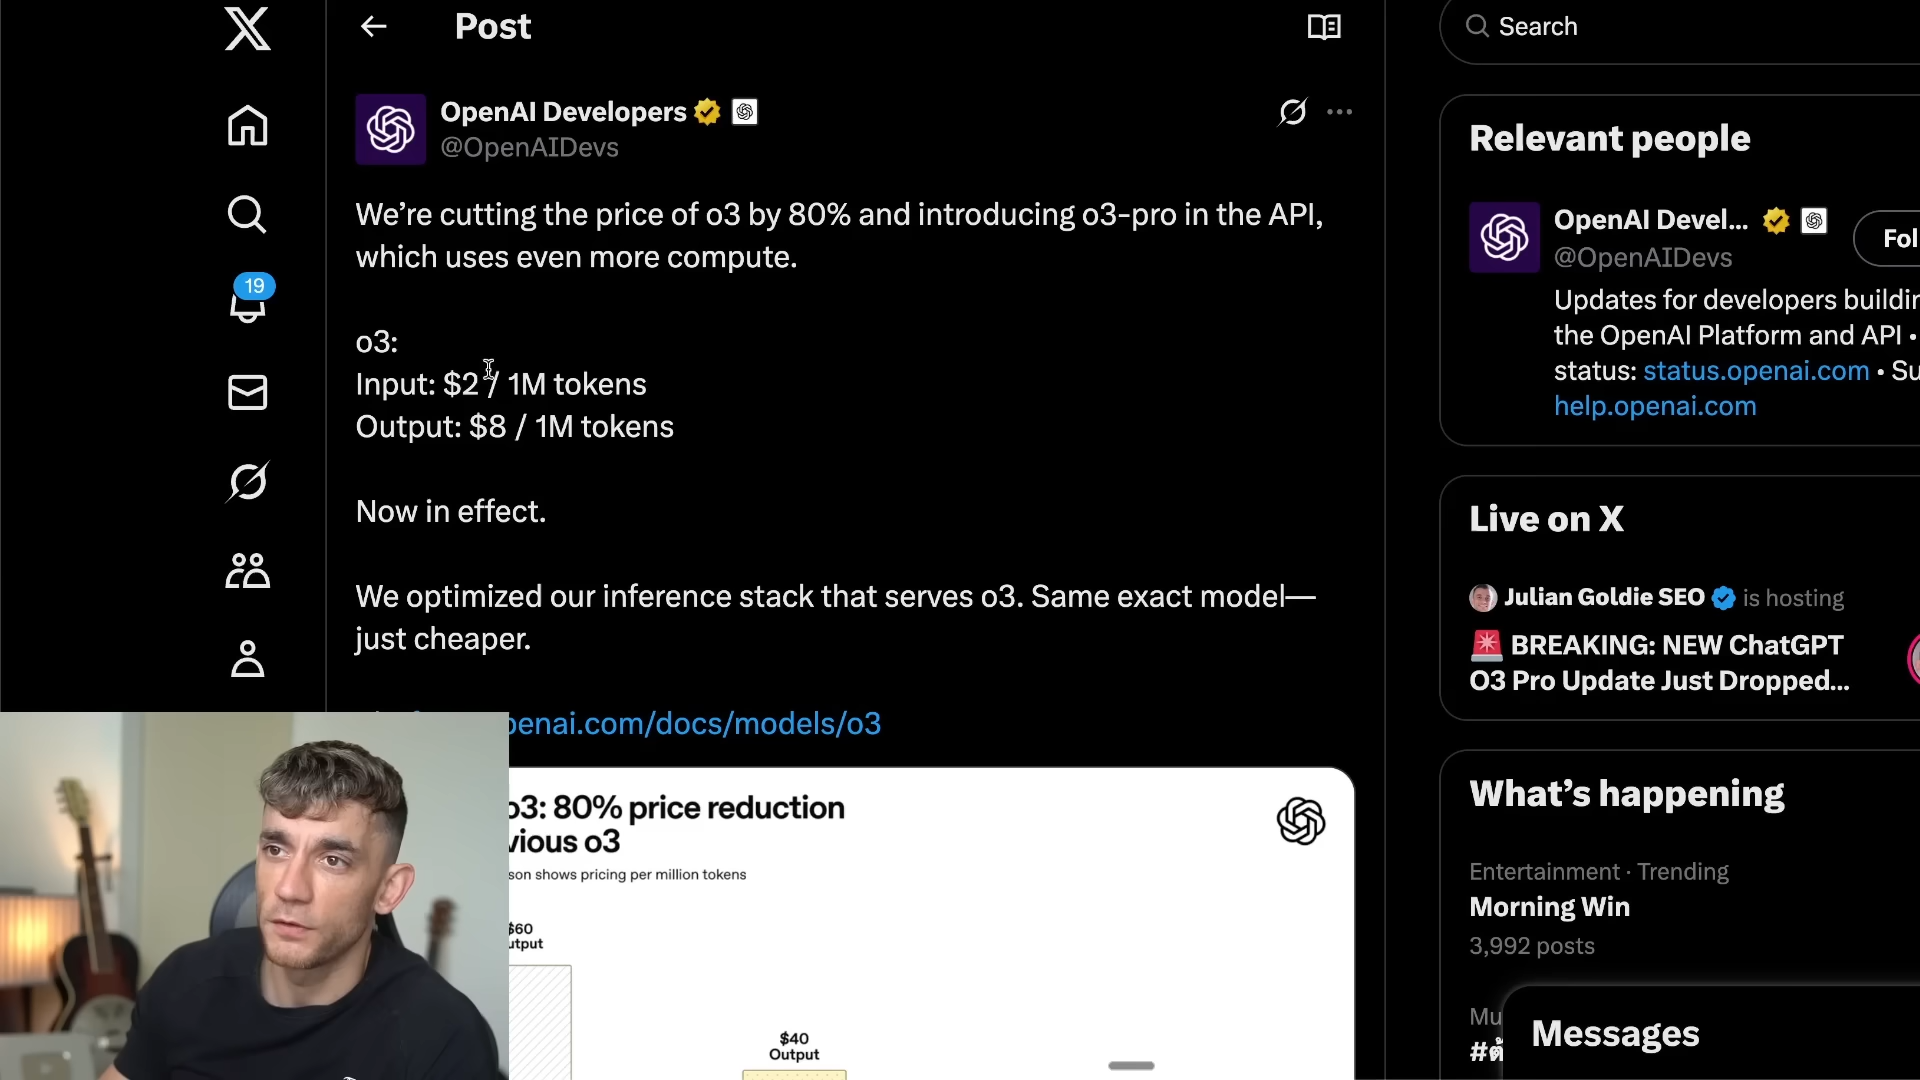 Post
Search
OpenAI Developers
@OpenAIDevs
We're cutting the price of o3 by 80% and introducing o3-pro in the API,
which uses even more compute.
o3:
Input: $2 / 1M tokens
Output: $8 / 1M tokens
Now in effect.
We optimized our inference stack that serves o3. Same exact model—
just cheaper.
penai.com/docs/models/o3
o3: 80% price reduction
vious o3
son shows pricing per million tokens
$60
utput
$40
Output
19
Relevant people
OpenAI Devel...
@OpenAIDevs
Fol
Updates for developers buildin
the OpenAI Platform and API •
status: status.openai.com • Su
help.openai.com
Live on X
Julian Goldie SEO is hosting
BREAKING: NEW ChatGPT
O3 Pro Update Just Dropped...
What's happening
Entertainment · Trending
Morning Win
3,992 posts
Mu
Messages